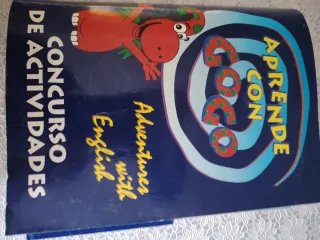 APRENDE
CON
GOGO
Adventures
with
English
CONCURSO
DE ACTIVIDADES